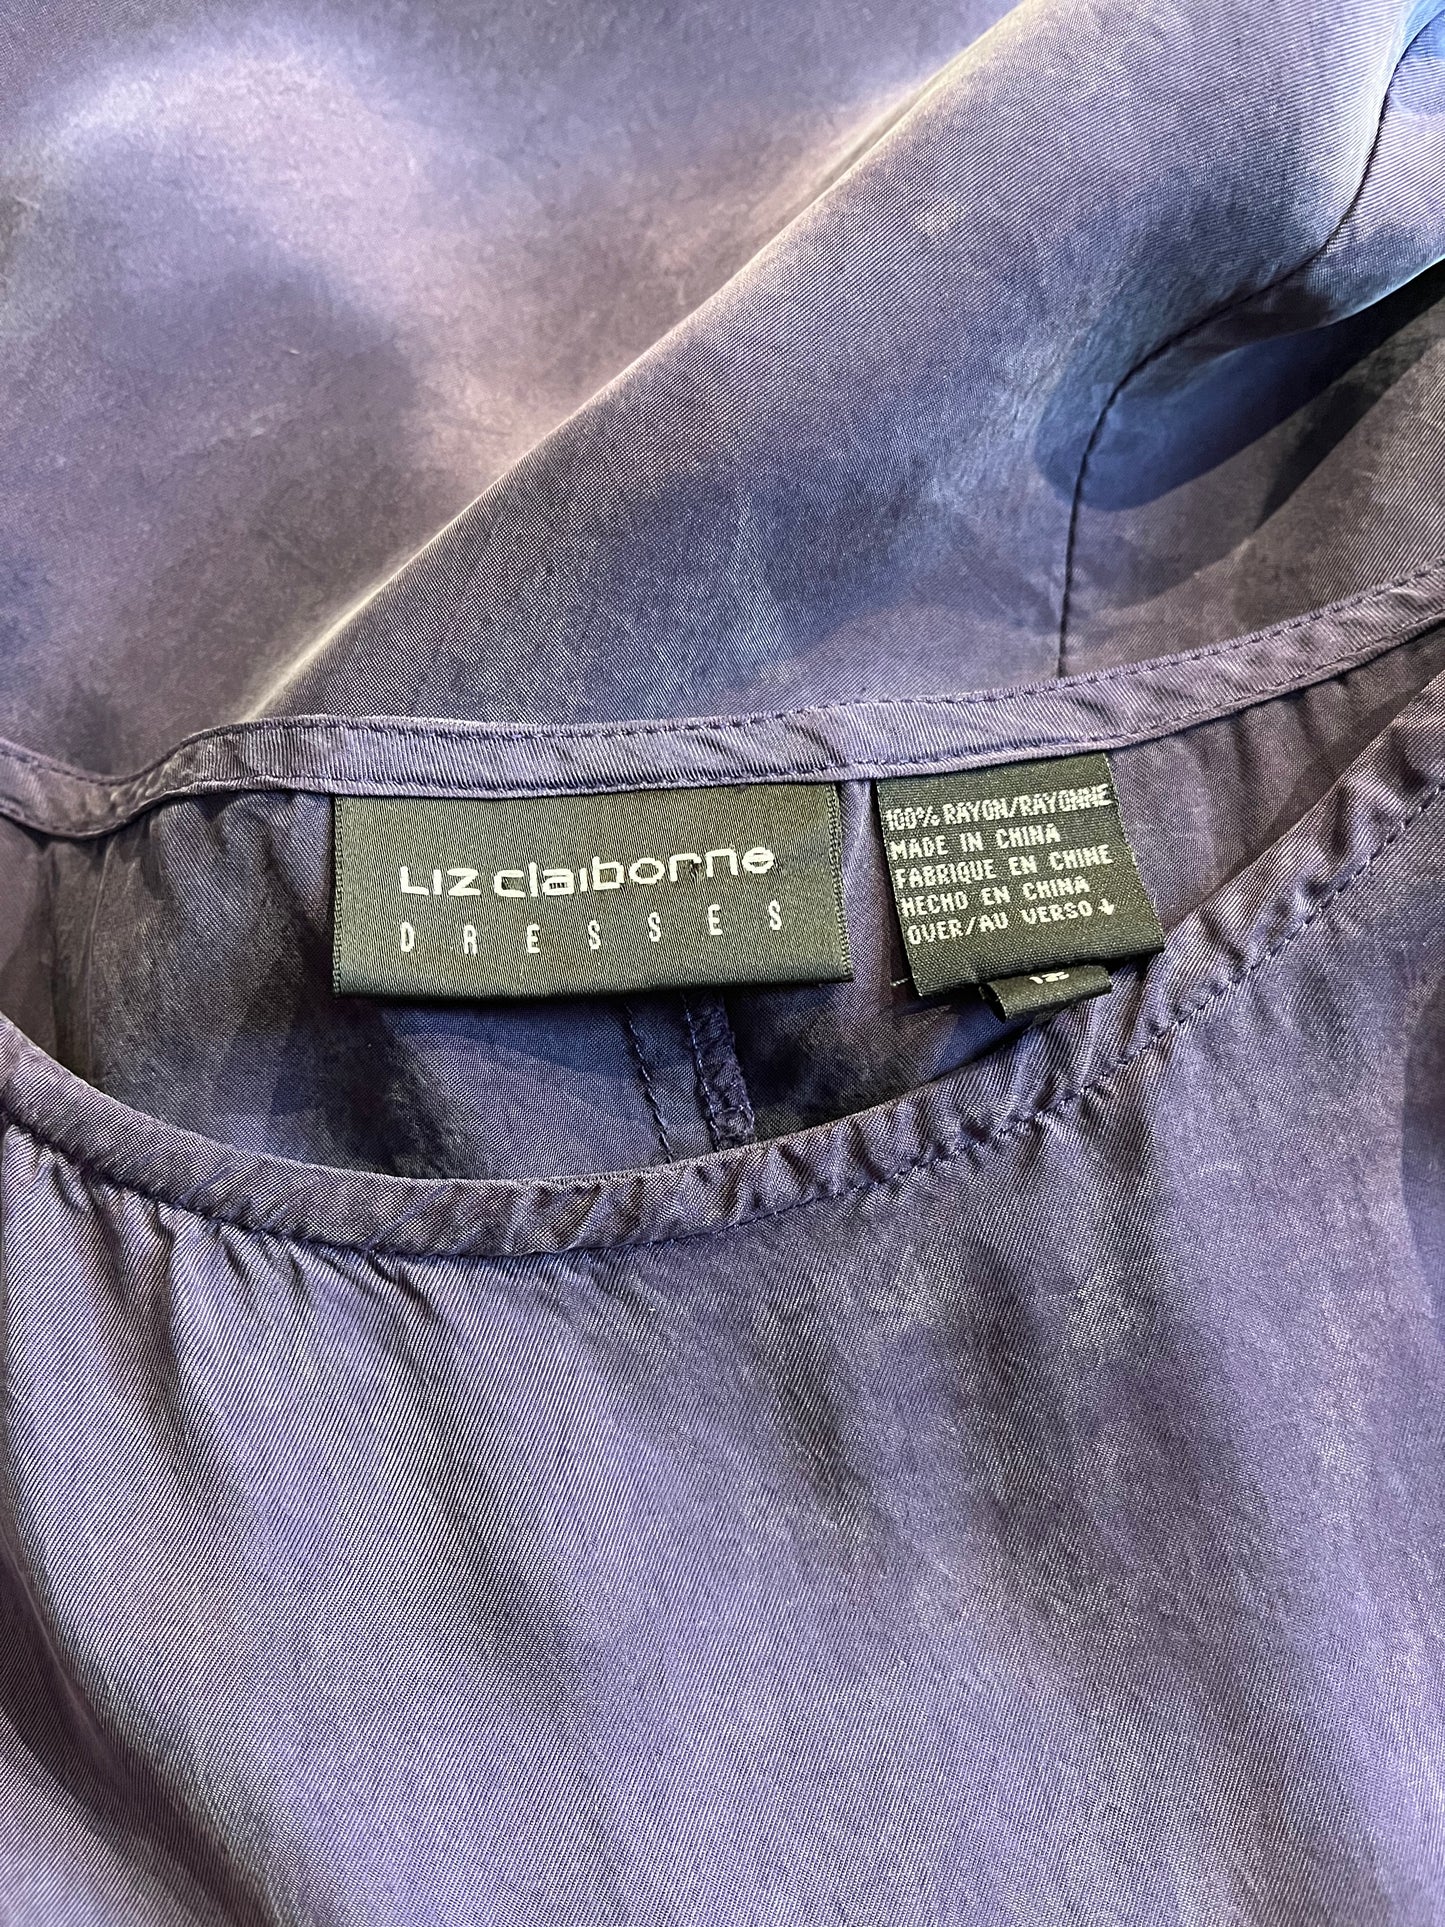 Liz claiborne
DRESSES
100% RAYON/RAYONNE
MADE IN CHINA
FABRIQUE EN CHINE
HECHO EN CHINA
OVER/AU VERSO ↓